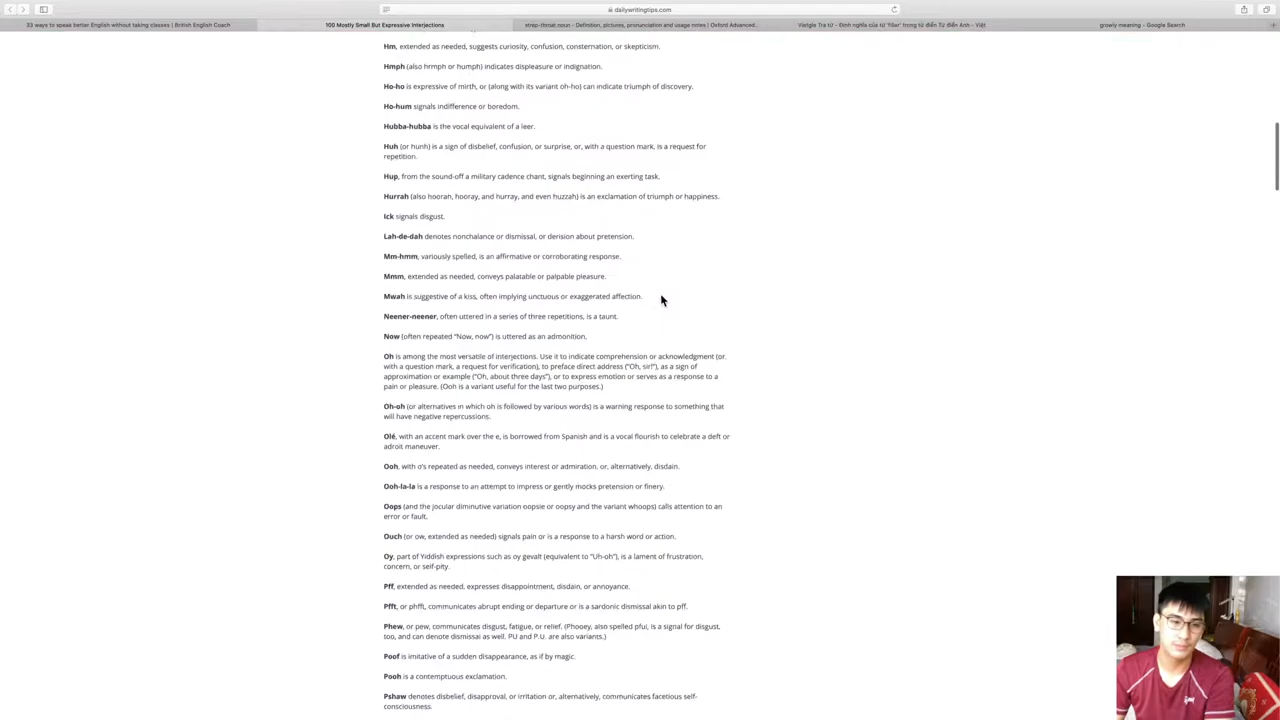 dailywritingtips.com
33 ways to speak better English without taking classes | British English Coach
100 Mostly Small But Expressive Interjections
strep-throat noun - Definition, pictures, pronunciation and usage notes | Oxford Advanced...
Vietgle Tra từ - Định nghĩa của từ 'filler' trong từ điển Từ điển Anh - Việt
growly meaning - Google Search
Hm, extended as needed, suggests curiosity, confusion, consternation, or skepticism.
Hmph (also hrmph or humph) indicates displeasure or indignation.
Ho-ho is expressive of mirth, or (along with its variant oh-ho) can indicate triumph of discovery.
Ho-hum signals indifference or boredom.
Hubba-hubba is the vocal equivalent of a leer.
Huh (or hunh) is a sign of disbelief, confusion, or surprise, or, with a question mark, is a request for
repetition.
Hup, from the sound-off a military cadence chant, signals beginning an exerting task.
Hurrah (also hoorah, hooray, and hurray, and even huzzah) is an exclamation of triumph or happiness.
Ick signals disgust.
Lah-de-dah denotes nonchalance or dismissal, or derision about pretension.
Mm-hmm, variously spelled, is an affirmative or corroborating response.
Mmm, extended as needed, conveys palatable or palpable pleasure.
Mwah is suggestive of a kiss, often implying unctuous or exaggerated affection.
Neener-neener, often uttered in a series of three repetitions, is a taunt.
Now (often repeated “Now, now”) is uttered as an admonition.
Oh is among the most versatile of interjections. Use it to indicate comprehension or acknowledgment (or,
with a question mark, a request for verification), to preface direct address (“Oh, sir!”), as a sign of
approximation or example (“Oh, about three days”), or to express emotion or serves as a response to a
pain or pleasure. (Ooh is a variant useful for the last two purposes.)
Oh-oh (or alternatives in which oh is followed by various words) is a warning response to something that
will have negative repercussions.
Olé, with an accent mark over the e, is borrowed from Spanish and is a vocal flourish to celebrate a deft or
adroit maneuver.
Ooh, with o’s repeated as needed, conveys interest or admiration, or, alternatively, disdain.
Ooh-la-la is a response to an attempt to impress or gently mocks pretension or finery.
Oops (and the jocular diminutive variation oopsie or oopsy and the variant whoops) calls attention to an
error or fault.
Ouch (or ow, extended as needed) signals pain or is a response to a harsh word or action.
Oy, part of Yiddish expressions such as oy gevalt (equivalent to “Uh-oh”), is a lament of frustration,
concern, or self-pity.
Pff, extended as needed, expresses disappointment, disdain, or annoyance.
Pfft, or phfft, communicates abrupt ending or departure or is a sardonic dismissal akin to pff.
Phew, or pew, communicates disgust, fatigue, or relief. (Phooey, also spelled pfui, is a signal for disgust,
too, and can denote dismissal as well. PU and P.U. are also variants.)
Poof is imitative of a sudden disappearance, as if by magic.
Pooh is a contemptuous exclamation.
Pshaw denotes disbelief, disapproval, or irritation or, alternatively, communicates facetious self-
consciousness.